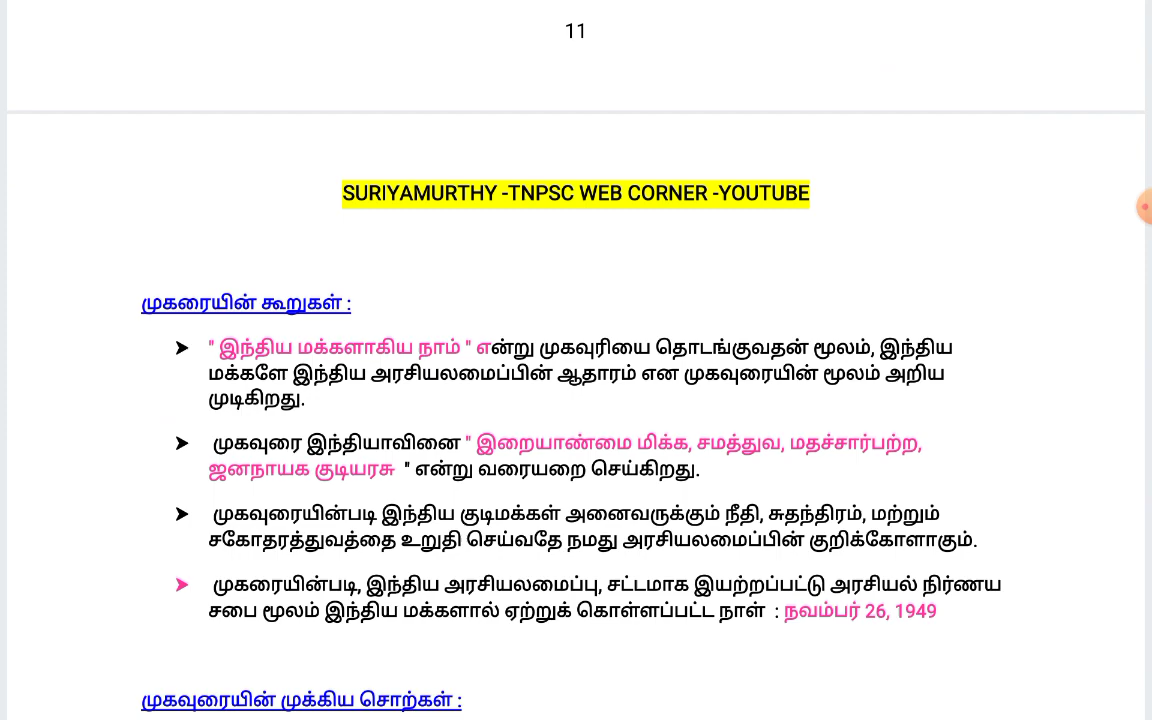 11
SURIYAMURTHY -TNPSC WEB CORNER -YOUTUBE
முகரையின் கூறுகள் :
➤ " இந்திய மக்களாகிய நாம் " என்று முகவுரியை தொடங்குவதன் மூலம், இந்திய
மக்களே இந்திய அரசியலமைப்பின் ஆதாரம் என முகவுரையின் மூலம் அறிய
முடிகிறது.
➤ முகவுரை இந்தியாவினை " இறையாண்மை மிக்க, சமத்துவ, மதச்சார்பற்ற,
ஜனநாயக குடியரசு " என்று வரையறை செய்கிறது.
➤ முகவுரையின்படி இந்திய குடிமக்கள் அனைவருக்கும் நீதி, சுதந்திரம், மற்றும்
சகோதரத்துவத்தை உறுதி செய்வதே நமது அரசியலமைப்பின் குறிக்கோளாகும்.
➤ முகரையின்படி, இந்திய அரசியலமைப்பு, சட்டமாக இயற்றப்பட்டு அரசியல் நிர்ணய
சபை மூலம் இந்திய மக்களால் ஏற்றுக் கொள்ளப்பட்ட நாள் : நவம்பர் 26, 1949
முகவுரையின் முக்கிய சொற்கள் :